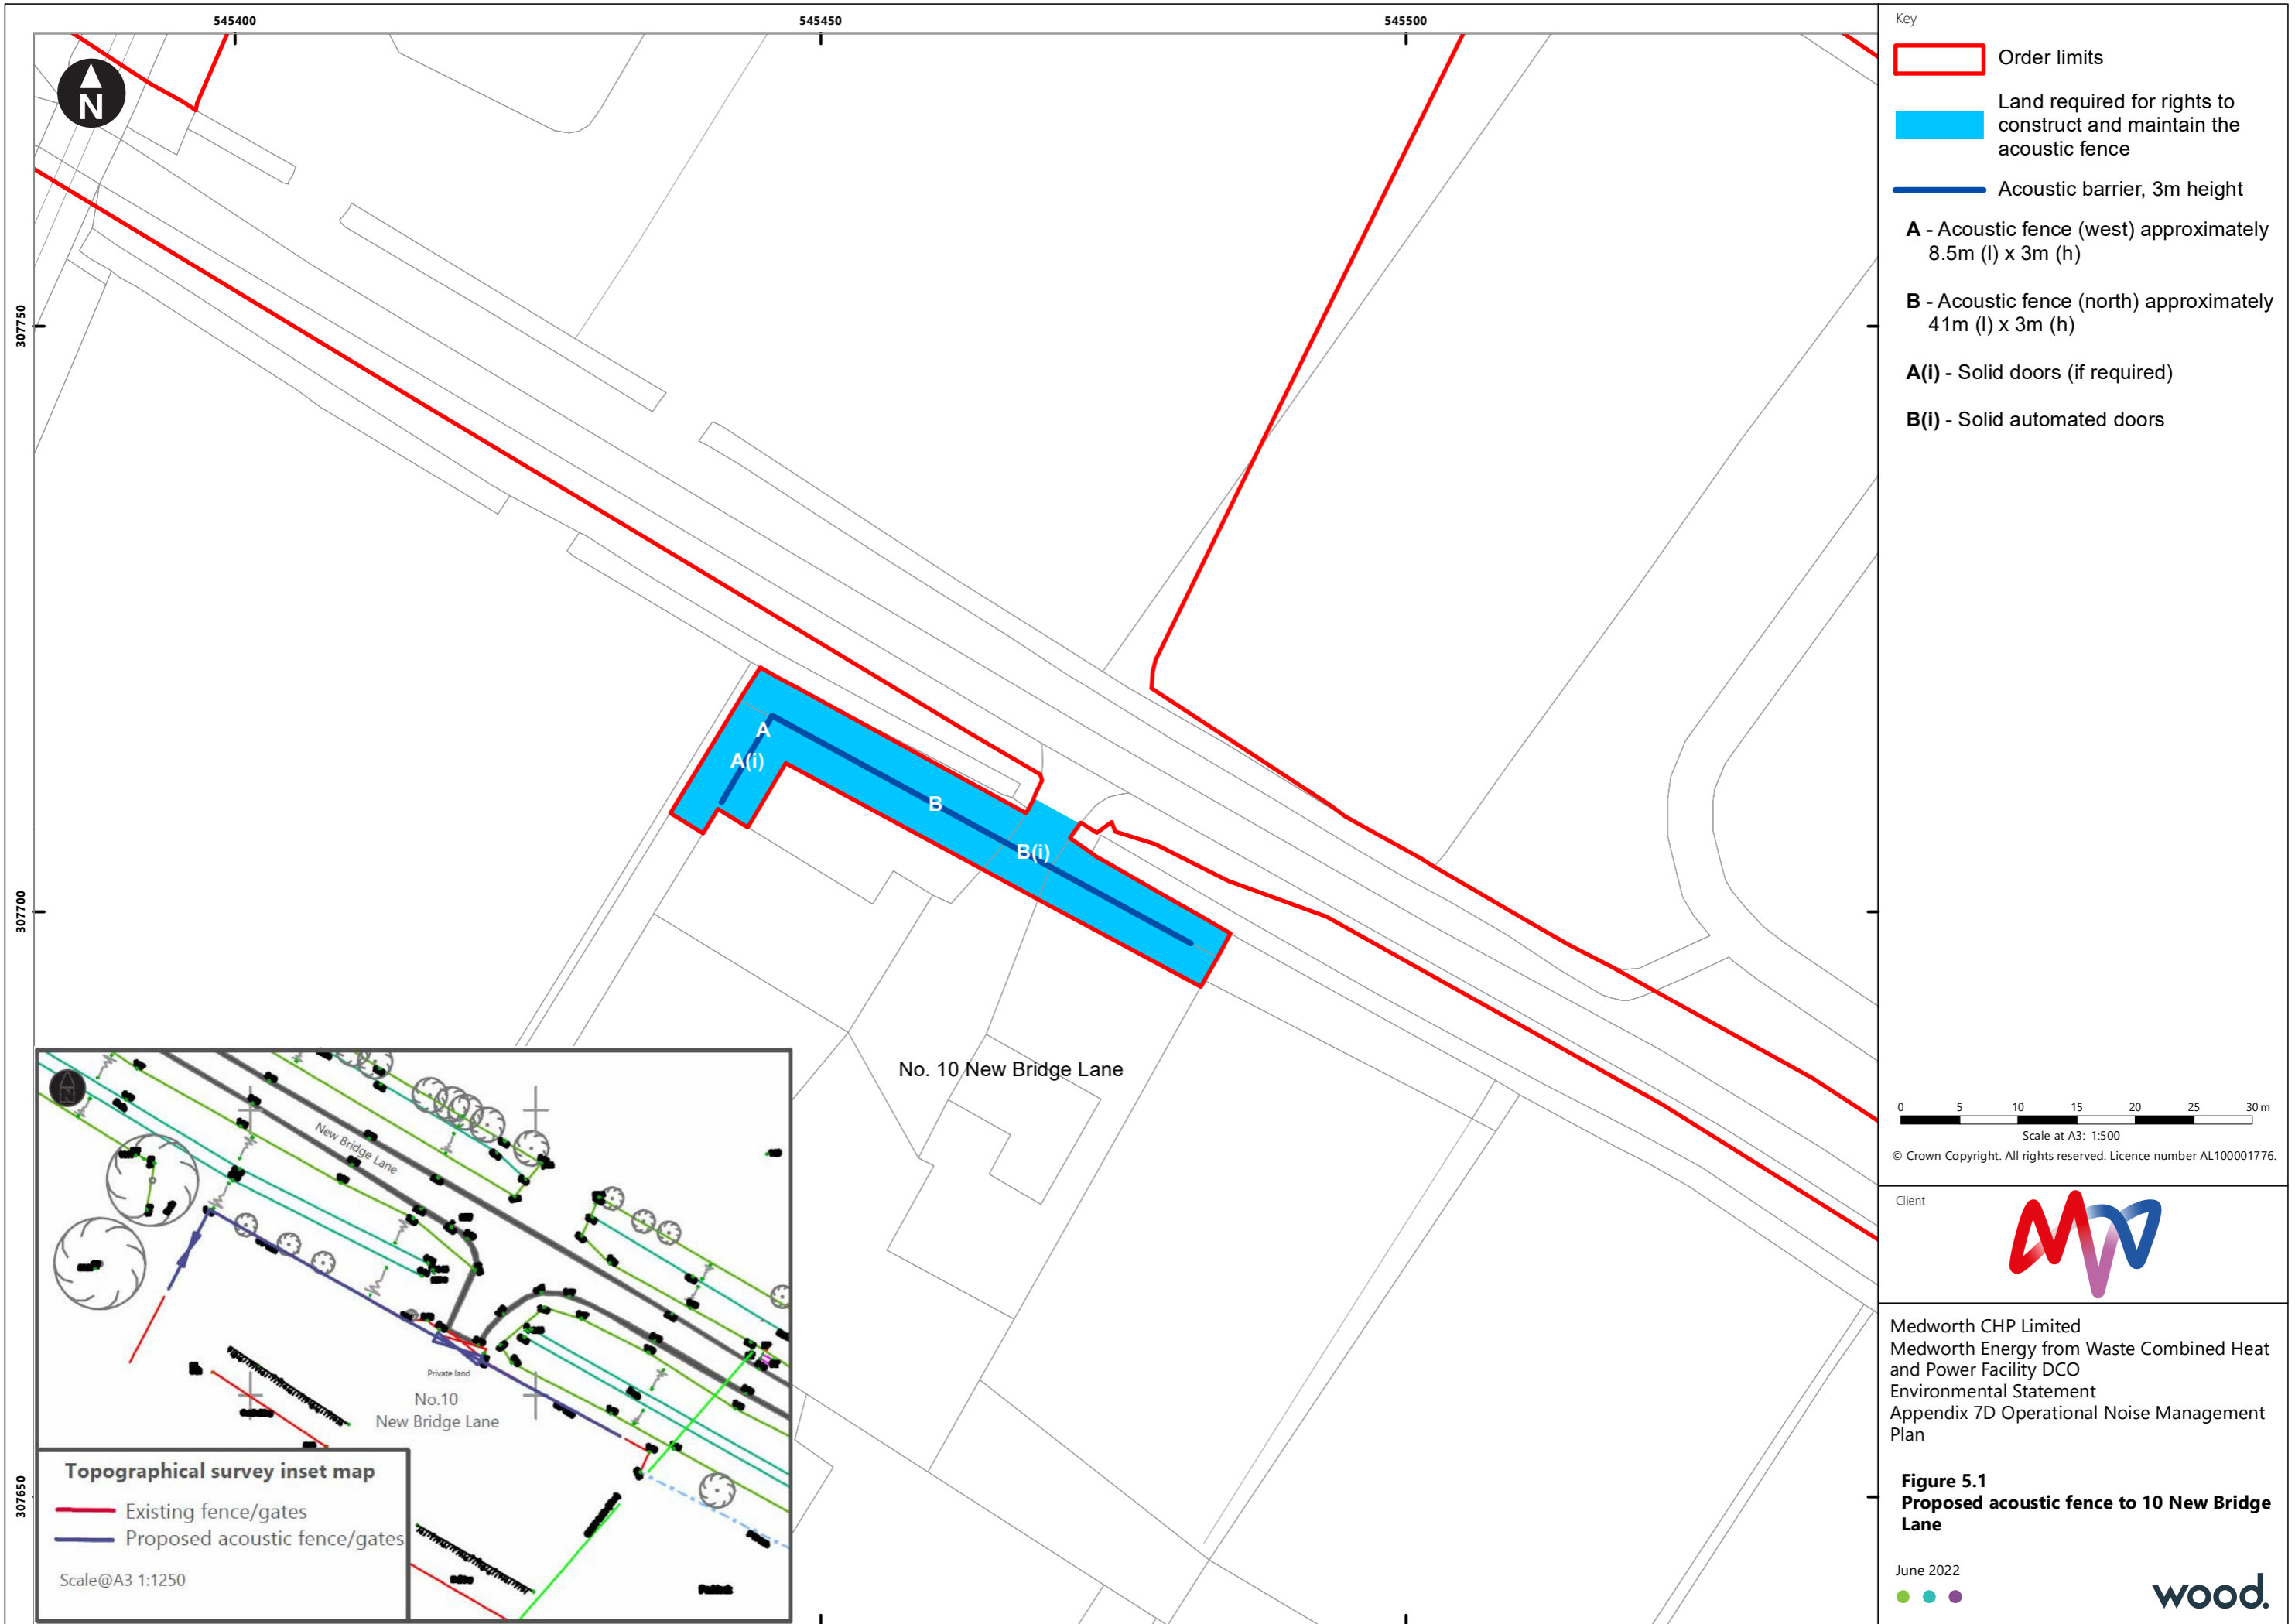 545400
545450
545500
307750
307700
307650
N
A
A(i)
B
B(i)
No. 10 New Bridge Lane
N
New Bridge Lane
Private land
No.10
New Bridge Lane
Topographical survey inset map
Existing fence/gates
Proposed acoustic fence/gates
Scale@A3 1:1250
Key
Order limits
Land required for rights to
construct and maintain the
acoustic fence
Acoustic barrier, 3m height
A - Acoustic fence (west) approximately
8.5m (l) x 3m (h)
B - Acoustic fence (north) approximately
41m (l) x 3m (h)
A(i) - Solid doors (if required)
B(i) - Solid automated doors
0 5 10 15 20 25 30 m
Scale at A3: 1:500
© Crown Copyright. All rights reserved. Licence number AL100001776.
Client
Medworth CHP Limited
Medworth Energy from Waste Combined Heat
and Power Facility DCO
Environmental Statement
Appendix 7D Operational Noise Management
Plan
Figure 5.1
Proposed acoustic fence to 10 New Bridge
Lane
June 2022
wood.